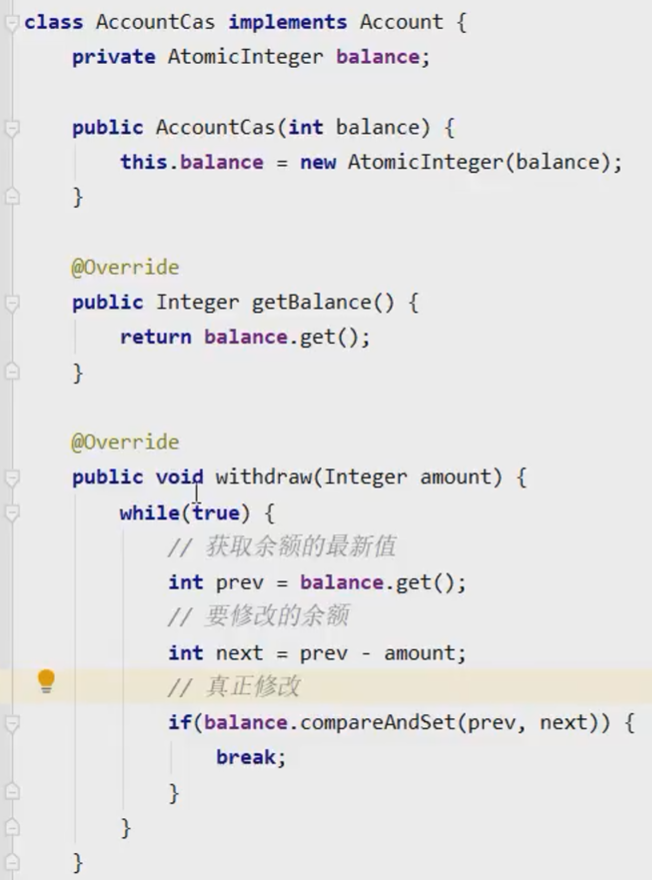 class AccountCas implements Account {
private AtomicInteger balance;
public AccountCas(int balance) {
this.balance = new AtomicInteger(balance);
}
@Override
public Integer getBalance() {
return balance.get();
}
@Override
public void withdraw(Integer amount) {
while(true) {
// 获取余额的最新值
int prev = balance.get();
// 要修改的余额
int next = prev - amount;
// 真正修改
if(balance.compareAndSet(prev, next)) {
break;
}
}
}